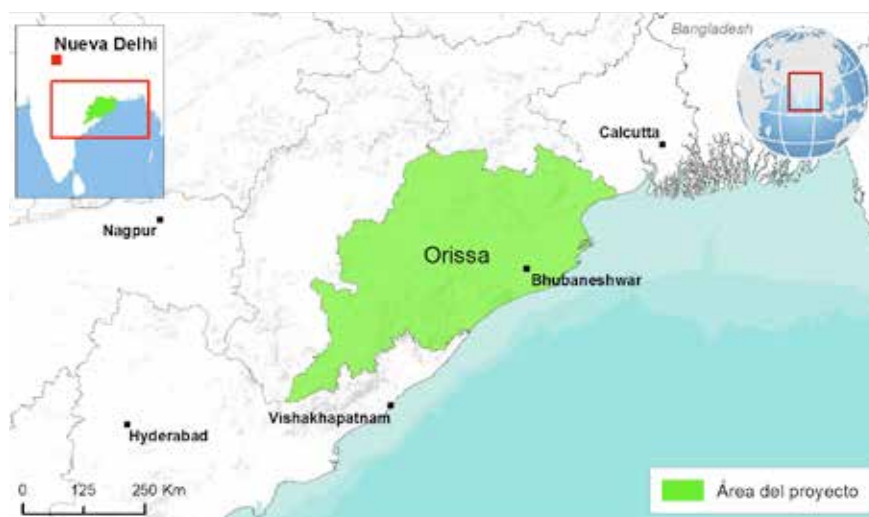 Nueva Delhi
Bangladesh
Calcutta
Nagpur
Orissa
Bhubaneshwar
Vishakhapatnam
Hyderabad
0 125 250 Km
Área del proyecto